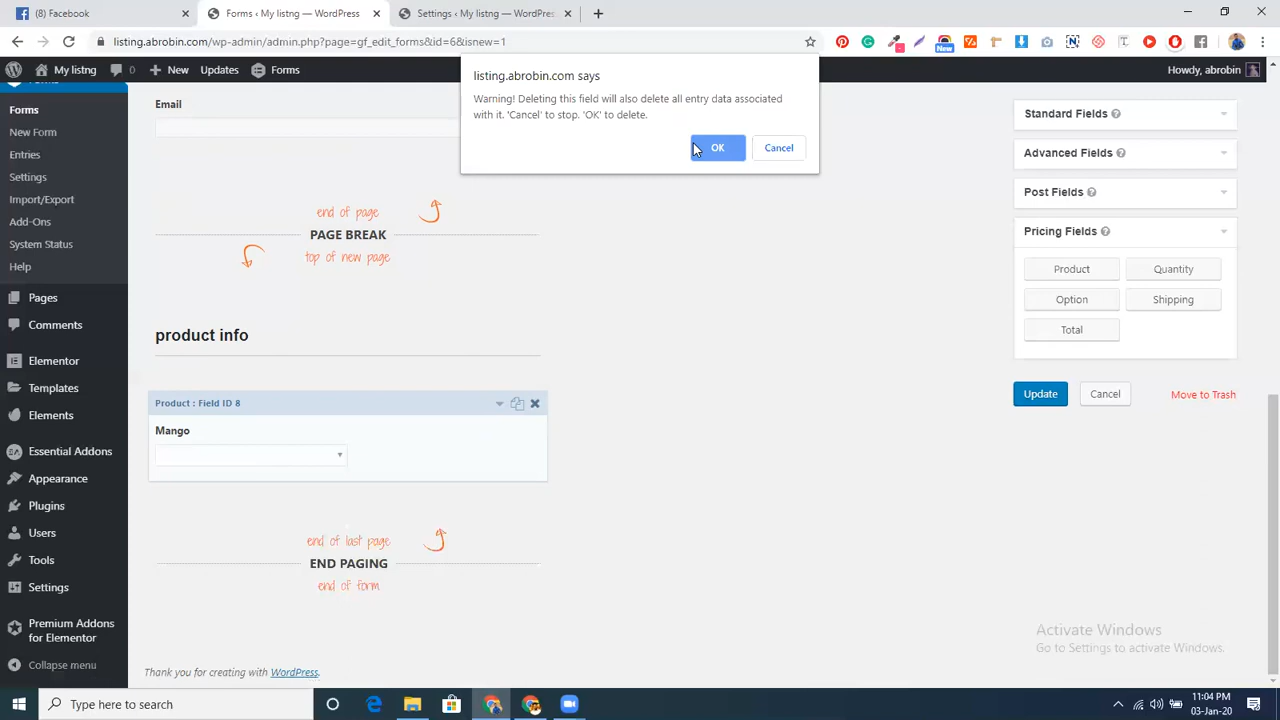 (8) Facebook
Forms ‹ My listng — WordPress
Settings ‹ My listng — WordPress
listing.abrobin.com/wp-admin/admin.php?page=gf_edit_forms&id=6&isnew=1
New
My listng
0
New
Updates
Forms
Howdy, abrobin
listing.abrobin.com says
Warning! Deleting this field will also delete all entry data associated
with it. 'Cancel' to stop. 'OK' to delete.
OK
Cancel
Forms
New Form
Entries
Settings
Import/Export
Add-Ons
System Status
Help
Pages
Comments
Elementor
Templates
Elements
Essential Addons
Appearance
Plugins
Users
Tools
Settings
Premium Addons
for Elementor
Collapse menu
Email
end of page
PAGE BREAK
top of new page
product info
Product : Field ID 8
Mango
end of last page
END PAGING
end of form
Thank you for creating with WordPress.
Standard Fields
Advanced Fields
Post Fields
Pricing Fields
Product
Quantity
Option
Shipping
Total
Update
Cancel
Move to Trash
Activate Windows
Go to Settings to activate Windows.
Type here to search
11:04 PM
03-Jan-20